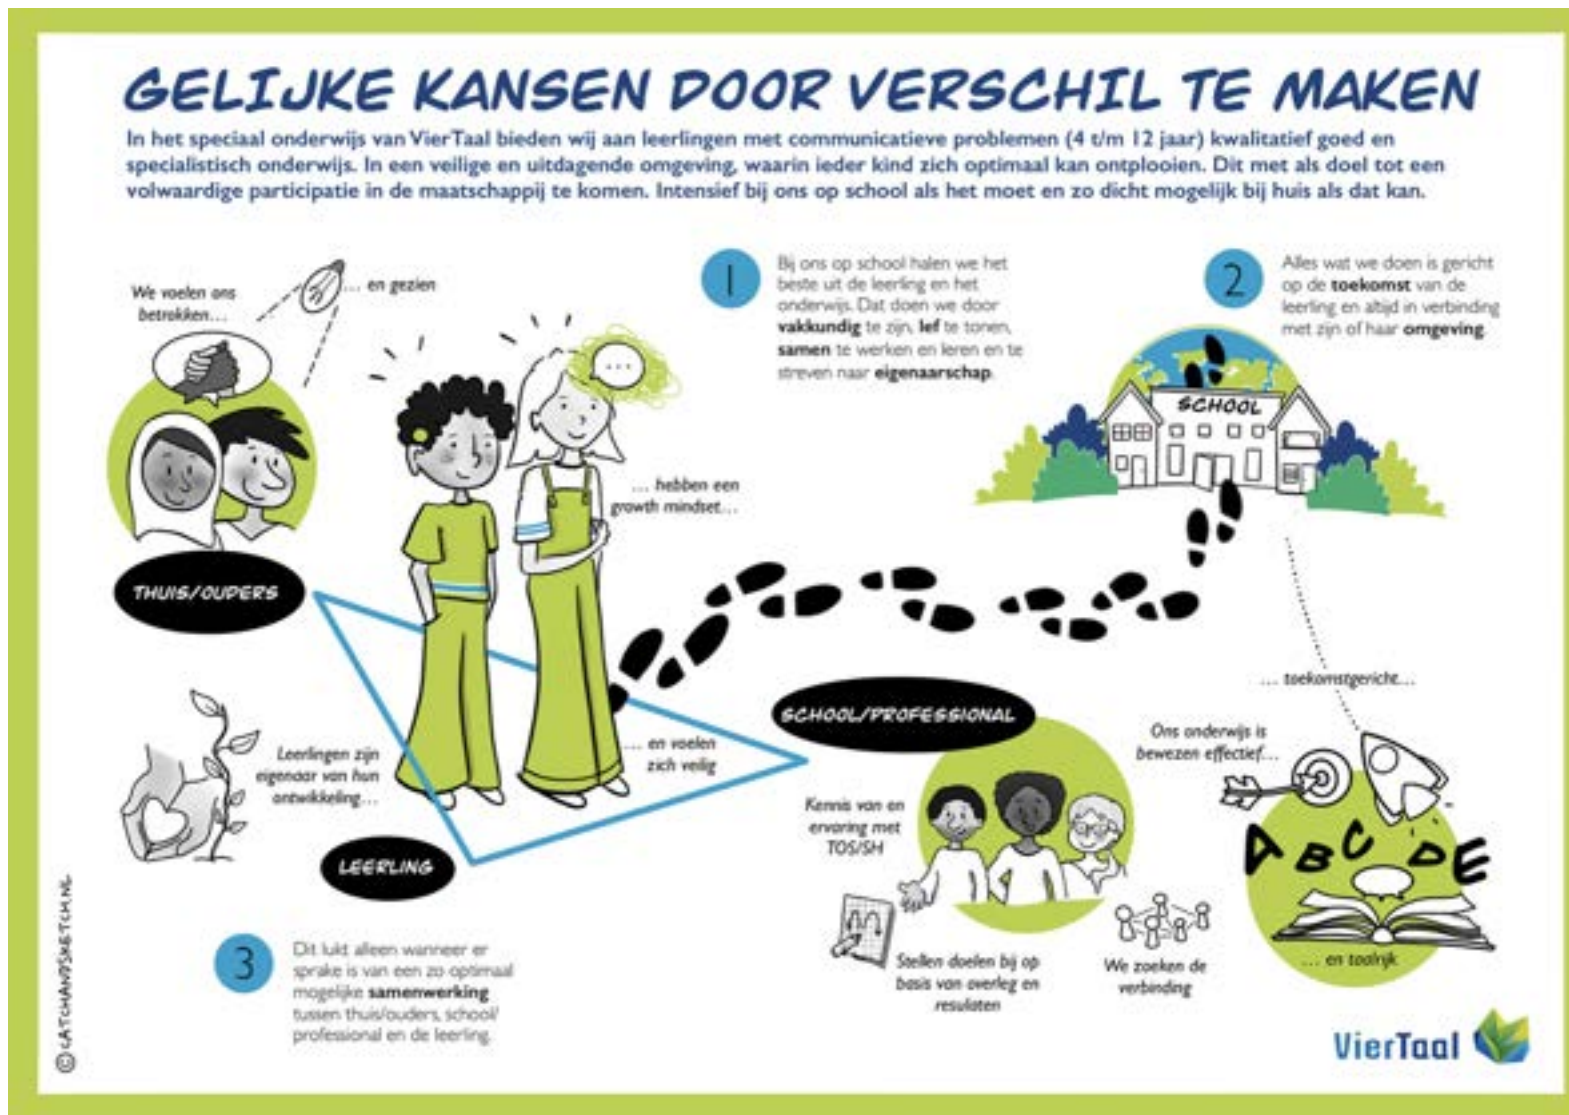 GELIJKE KANSEN DOOR VERSCHIL TE MAKEN
In het speciaal onderwijs van VierTaal bieden wij aan leerlingen met communicatieve problemen (4 t/m 12 jaar) kwalitatief goed en
specialistisch onderwijs. In een veilige en uitdagende omgeving, waarin ieder kind zich optimaal kan ontplooien. Dit met als doel tot een
volwaardige participatie in de maatschappij te komen. Intensief bij ons op school als het moet en zo dicht mogelijk bij huis als dat kan.
We voelen ons
betrokken...
... en gezien
1
Bij ons op school halen we het
beste uit de leerling en het
onderwijs. Dat doen we door
vakkundig te zijn, lef te tonen,
samen te werken en leren en te
streven naar eigenaarschap.
2
Alles wat we doen is gericht
op de toekomst van de
leerling en altijd in verbinding
met zijn of haar omgeving.
SCHOOL
... hebben een
growth mindset...
THUIS/OUDERS
Leerlingen zijn
eigenaar van hun
ontwikkeling...
... en voelen
zich veilig
LEERLING
SCHOOL/PROFESSIONAL
Kennis van en
ervaring met
TOS/SH
Stellen doelen bij op
basis van overleg en
resulaten
We zoeken de
verbinding
... toekomstgericht...
Ons onderwijs is
bewezen effectief...
A B C D E
... en taalrijk
3
Dit lukt alleen wanneer er
sprake is van een zo optimaal
mogelijke samenwerking
tussen thuis/ouders, school/
professional en de leerling.
© CATCHANDSKETCH.NL
VierTaal